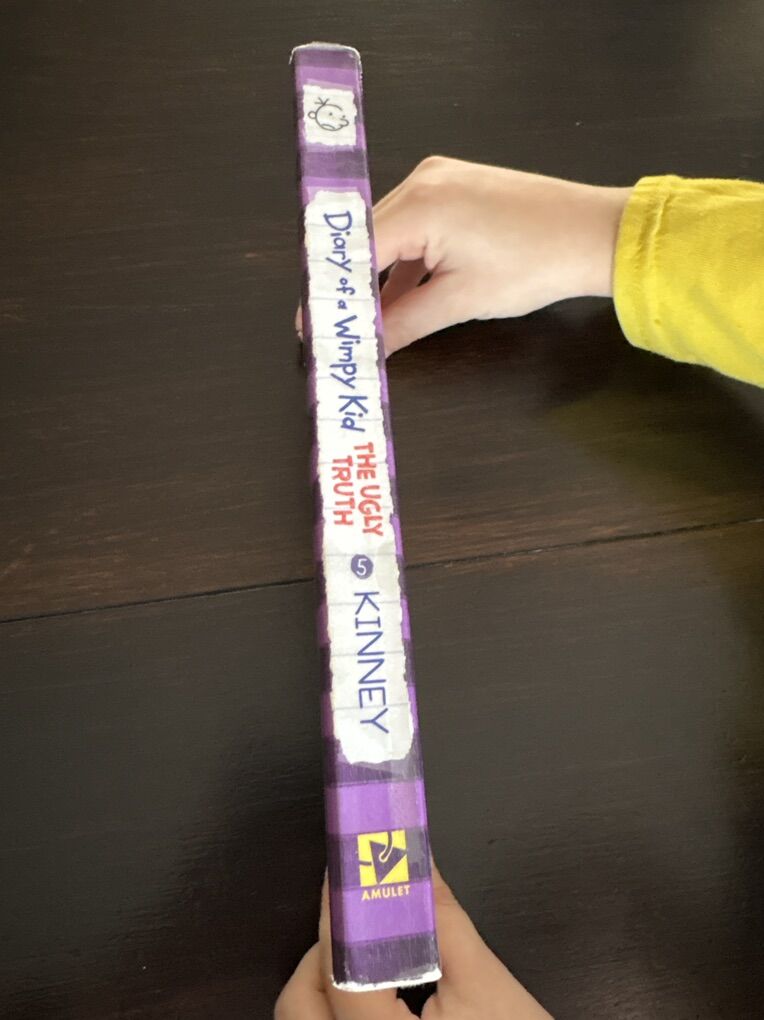 Diary of a Wimpy Kid
THE UGLY
TRUTH
5
KINNEY
AMULET